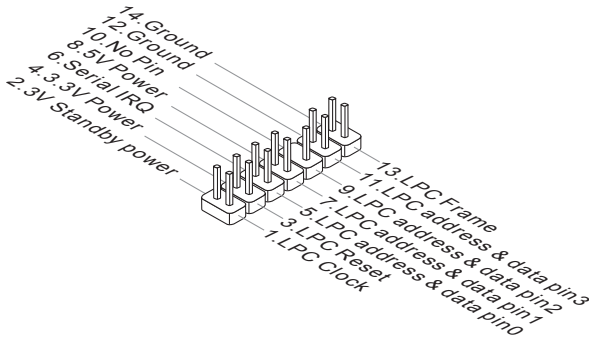 14.Ground
12.Ground
10.No Pin
8.5V Power
6.Serial IRQ
4.3.3V Power
2.3V Standby power
13.LPC Frame
11.LPC address & data pin3
9.LPC address & data pin2
7.LPC address & data pin1
5.LPC address & data pin0
3.LPC Reset
1.LPC Clock